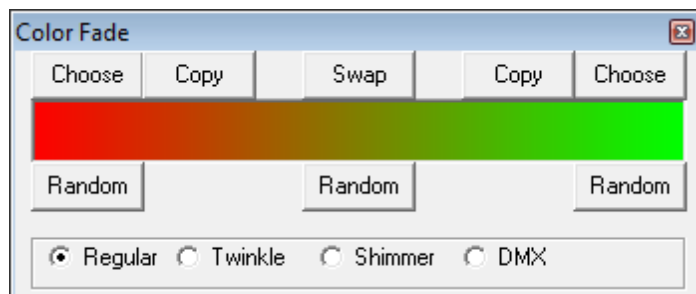 Color Fade
Choose Copy Swap Copy Choose
Random Random Random
Regular Twinkle Shimmer DMX